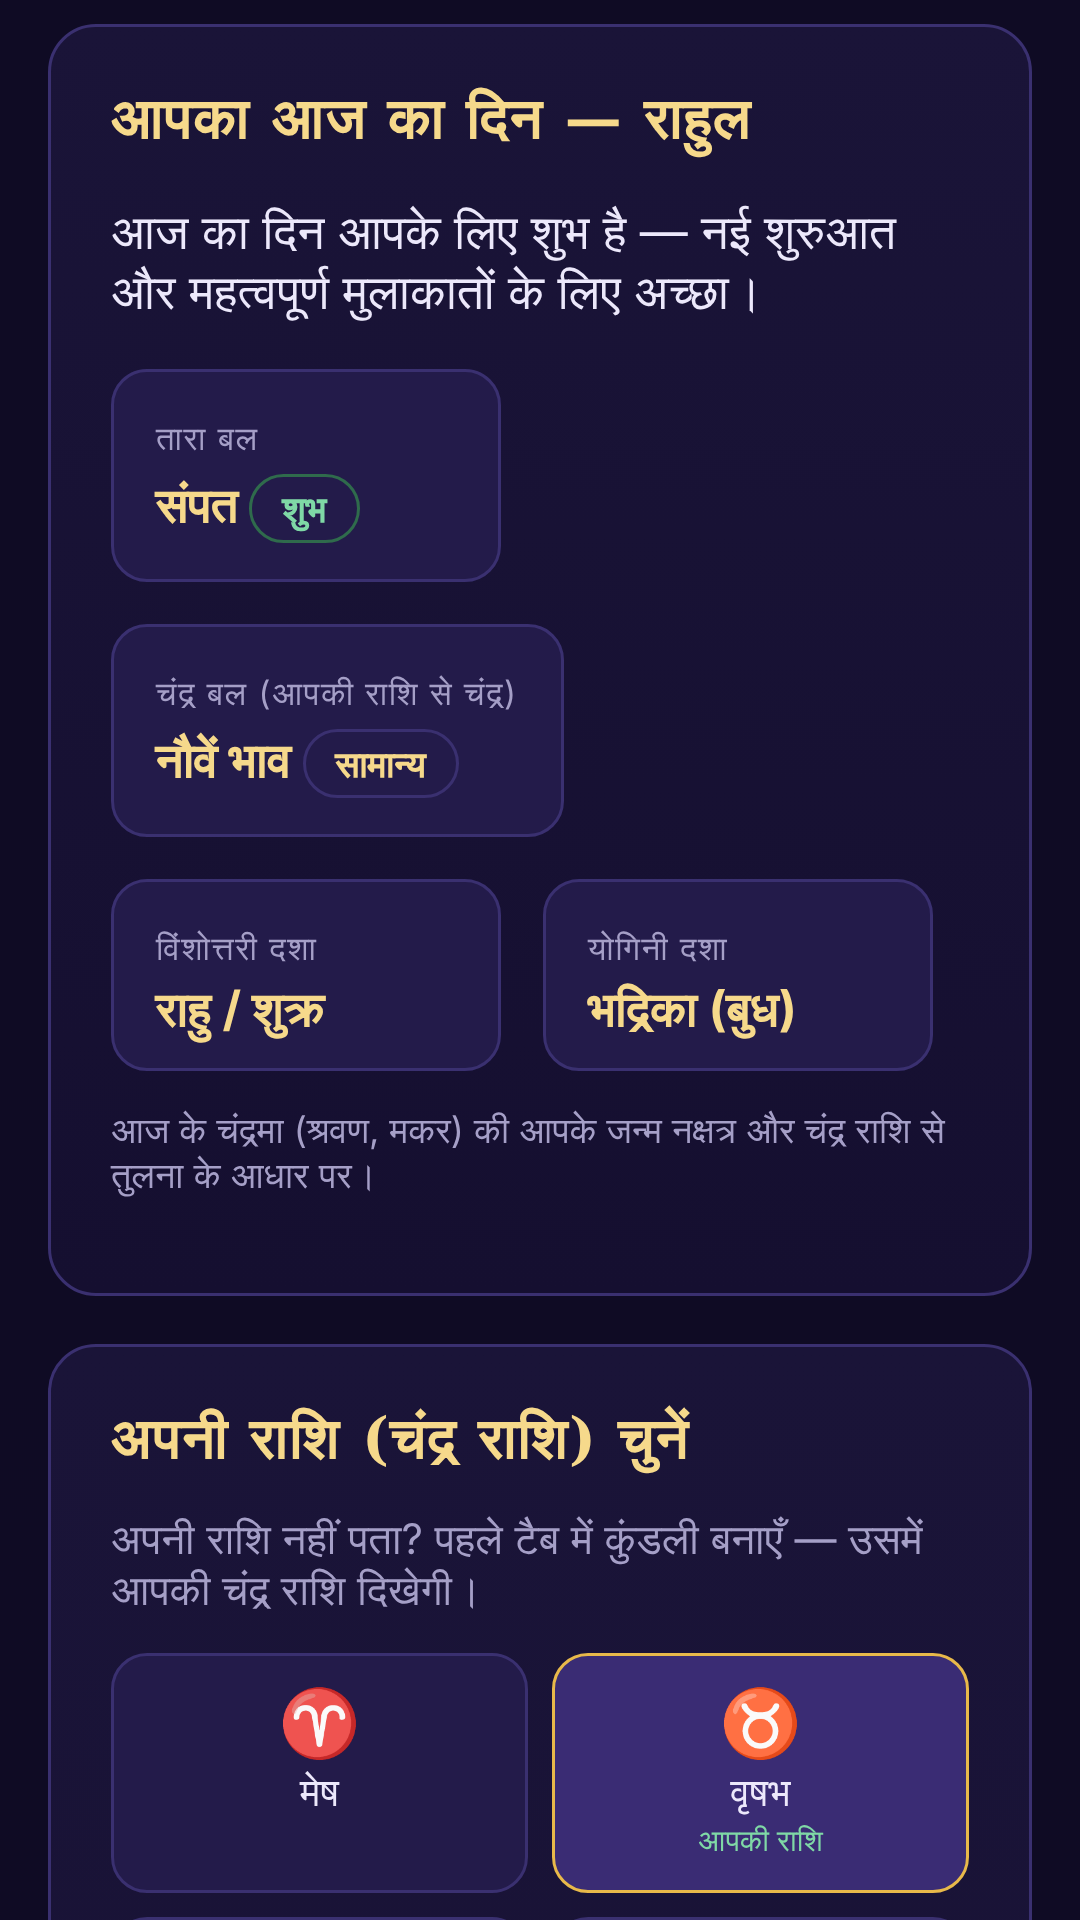 आपका आज का दिन — राहुल
आज का दिन आपके लिए शुभ है — नई शुरुआत
और महत्वपूर्ण मुलाकातों के लिए अच्छा।
तारा बल
संपत शुभ
चंद्र बल (आपकी राशि से चंद्र)
नौवें भाव सामान्य
विंशोत्तरी दशा
राहु / शुक्र
योगिनी दशा
भद्रिका (बुध)
आज के चंद्रमा (श्रवण, मकर) की आपके जन्म नक्षत्र और चंद्र राशि से
तुलना के आधार पर।
अपनी राशि (चंद्र राशि) चुनें
अपनी राशि नहीं पता? पहले टैब में कुंडली बनाएँ — उसमें
आपकी चंद्र राशि दिखेगी।
♈
मेष
♉
वृषभ
आपकी राशि